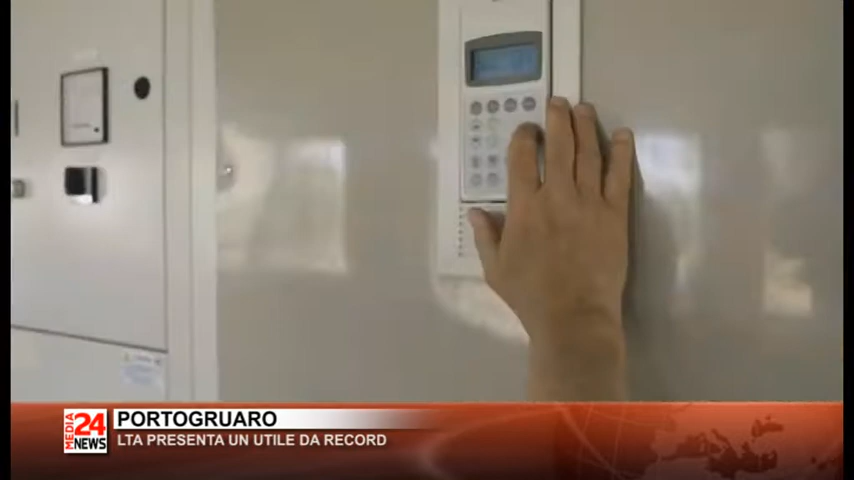 PORTOGRUARO
LTA PRESENTA UN UTILE DA RECORD
MEDIA 24 NEWS